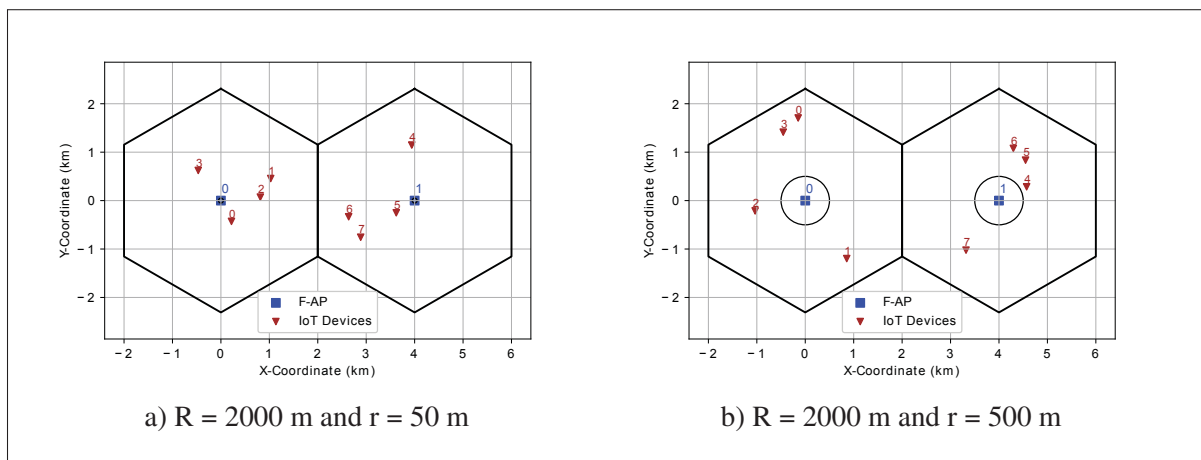 2
1
0
−1
−2
Y-Coordinate (km)
3
0
1
2
0
4
1
5
6
7
F-AP
IoT Devices
−2 −1 0 1 2 3 4 5 6
X-Coordinate (km)
a) R = 2000 m and r = 50 m
2
1
0
−1
−2
Y-Coordinate (km)
0
3
0
2
1
6
5
4
1
7
F-AP
IoT Devices
−2 −1 0 1 2 3 4 5 6
X-Coordinate (km)
b) R = 2000 m and r = 500 m